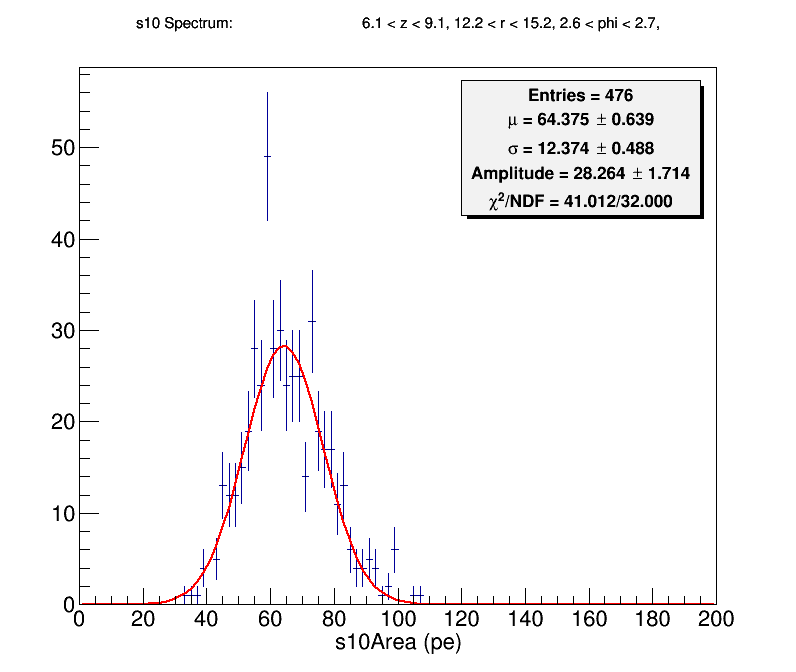 s10 Spectrum: 6.1 < z < 9.1, 12.2 < r < 15.2, 2.6 < phi < 2.7,
Entries = 476
μ = 64.375 ± 0.639
σ = 12.374 ± 0.488
Amplitude = 28.264 ± 1.714
χ²/NDF = 41.012/32.000
50
40
30
20
10
0
0 20 40 60 80 100 120 140 160 180 200
s10Area (pe)